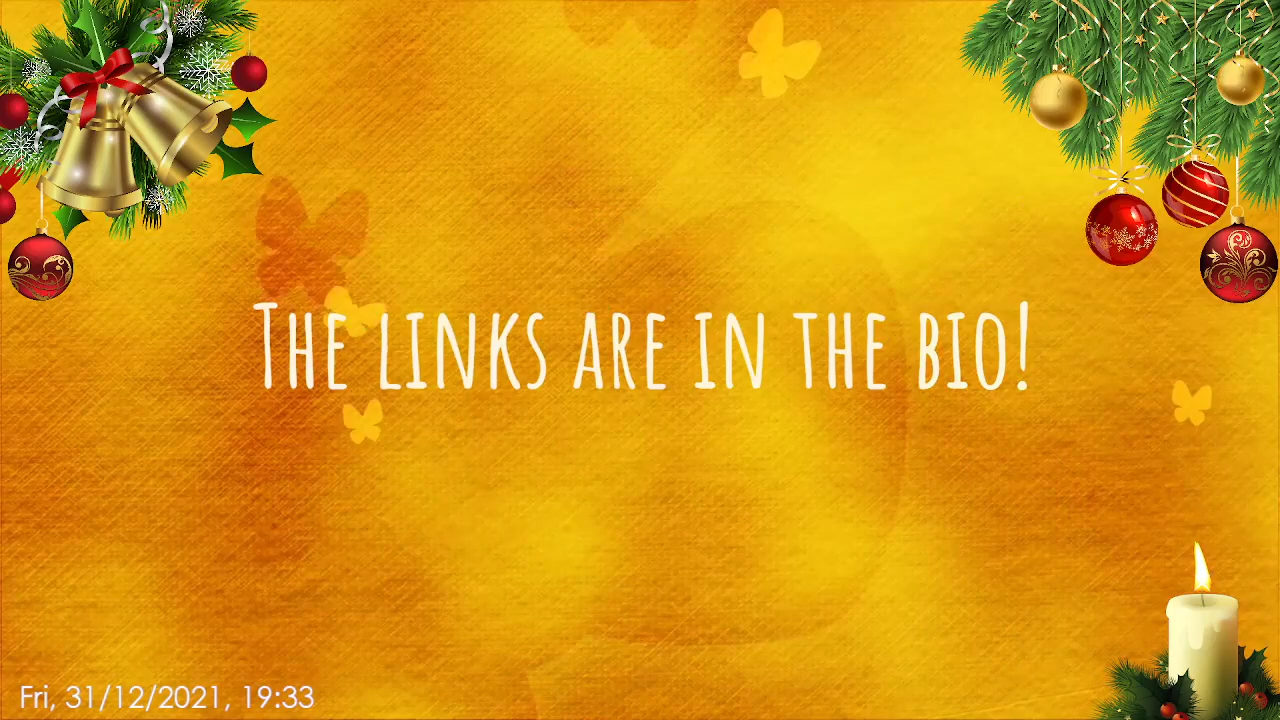 The links are in the bio!
Fri, 31/12/2021, 19:33